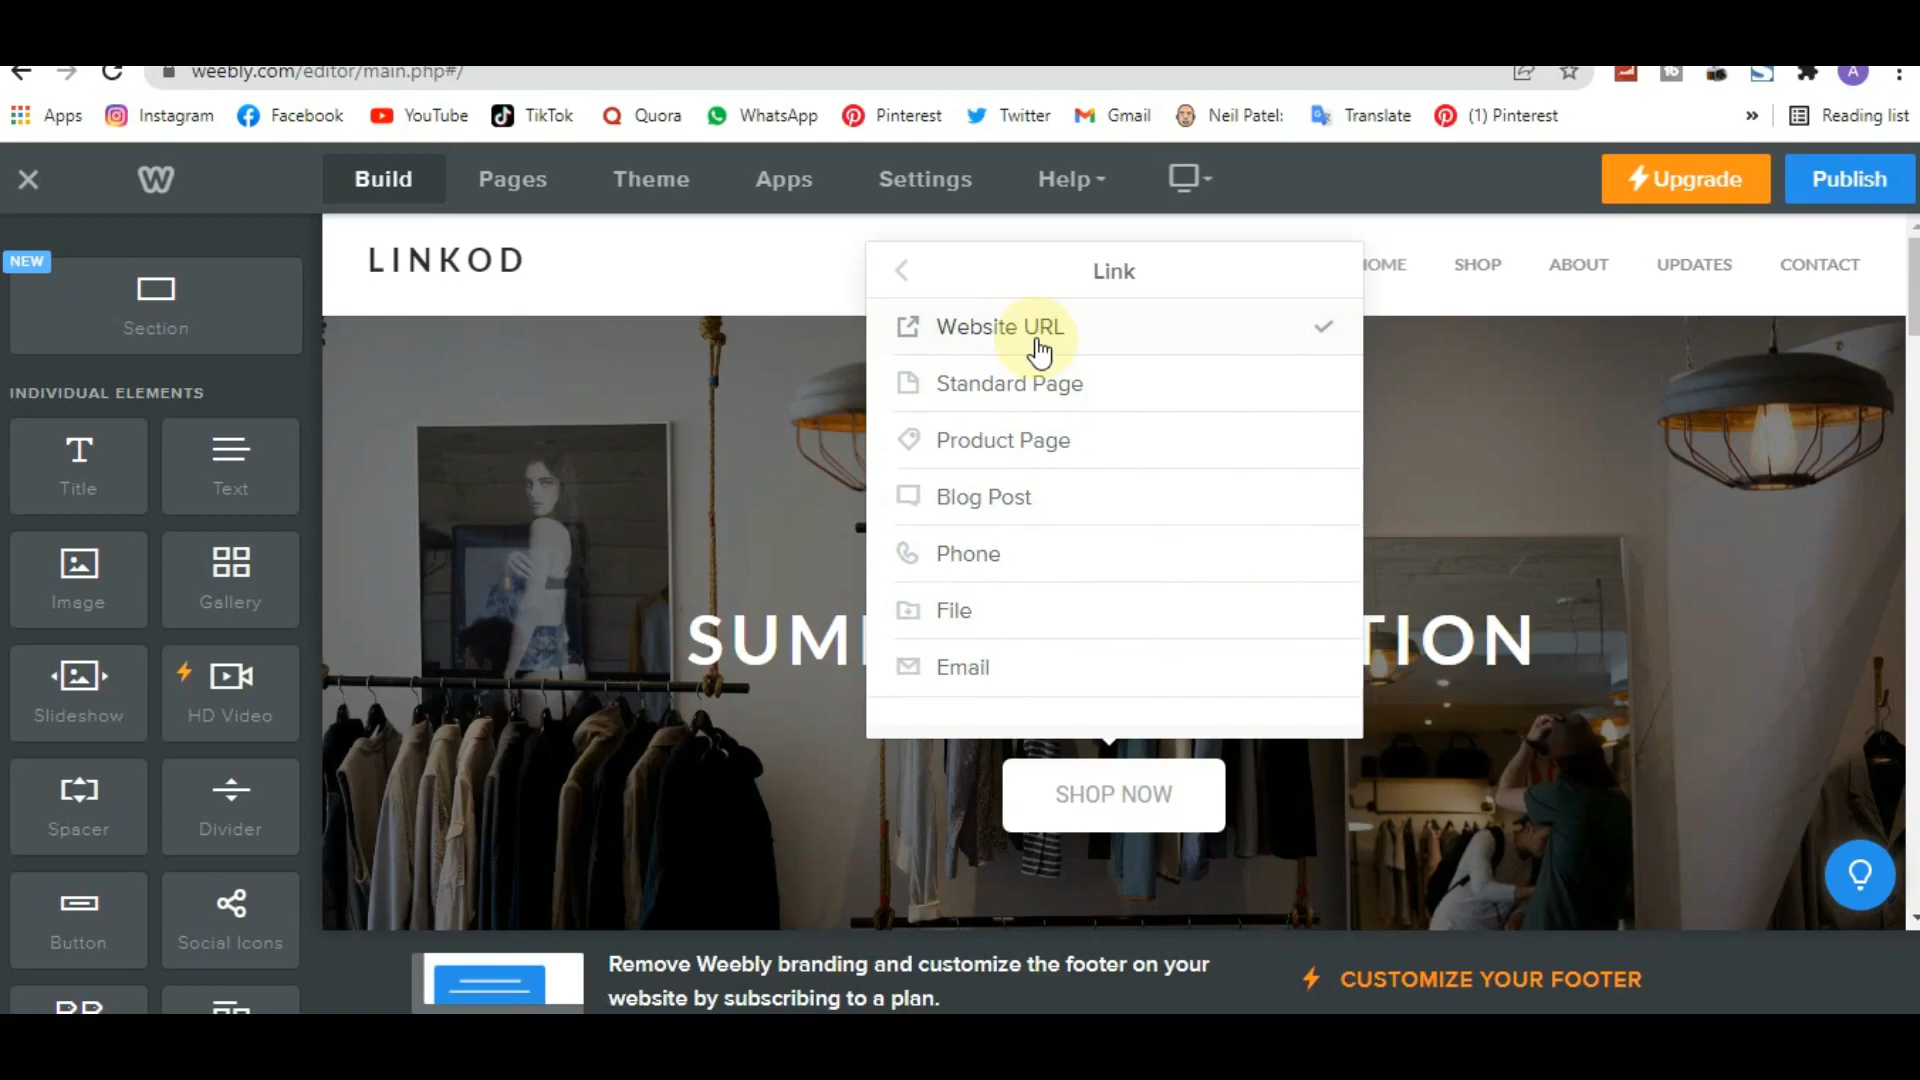 weebly.com/editor/main.php#/
Apps
Instagram
Facebook
YouTube
TikTok
Quora
WhatsApp
Pinterest
Twitter
Gmail
Neil Patel:
Translate
(1) Pinterest
»
Reading list
A
Build
Pages
Theme
Apps
Settings
Help
Upgrade
Publish
NEW
Section
INDIVIDUAL ELEMENTS
Title
Text
Image
Gallery
Slideshow
HD Video
Spacer
Divider
Button
Social Icons
LINKOD
SHOP
ABOUT
UPDATES
CONTACT
Link
Website URL
Standard Page
Product Page
Blog Post
Phone
File
Email
SHOP NOW
Remove Weebly branding and customize the footer on your
website by subscribing to a plan.
CUSTOMIZE YOUR FOOTER